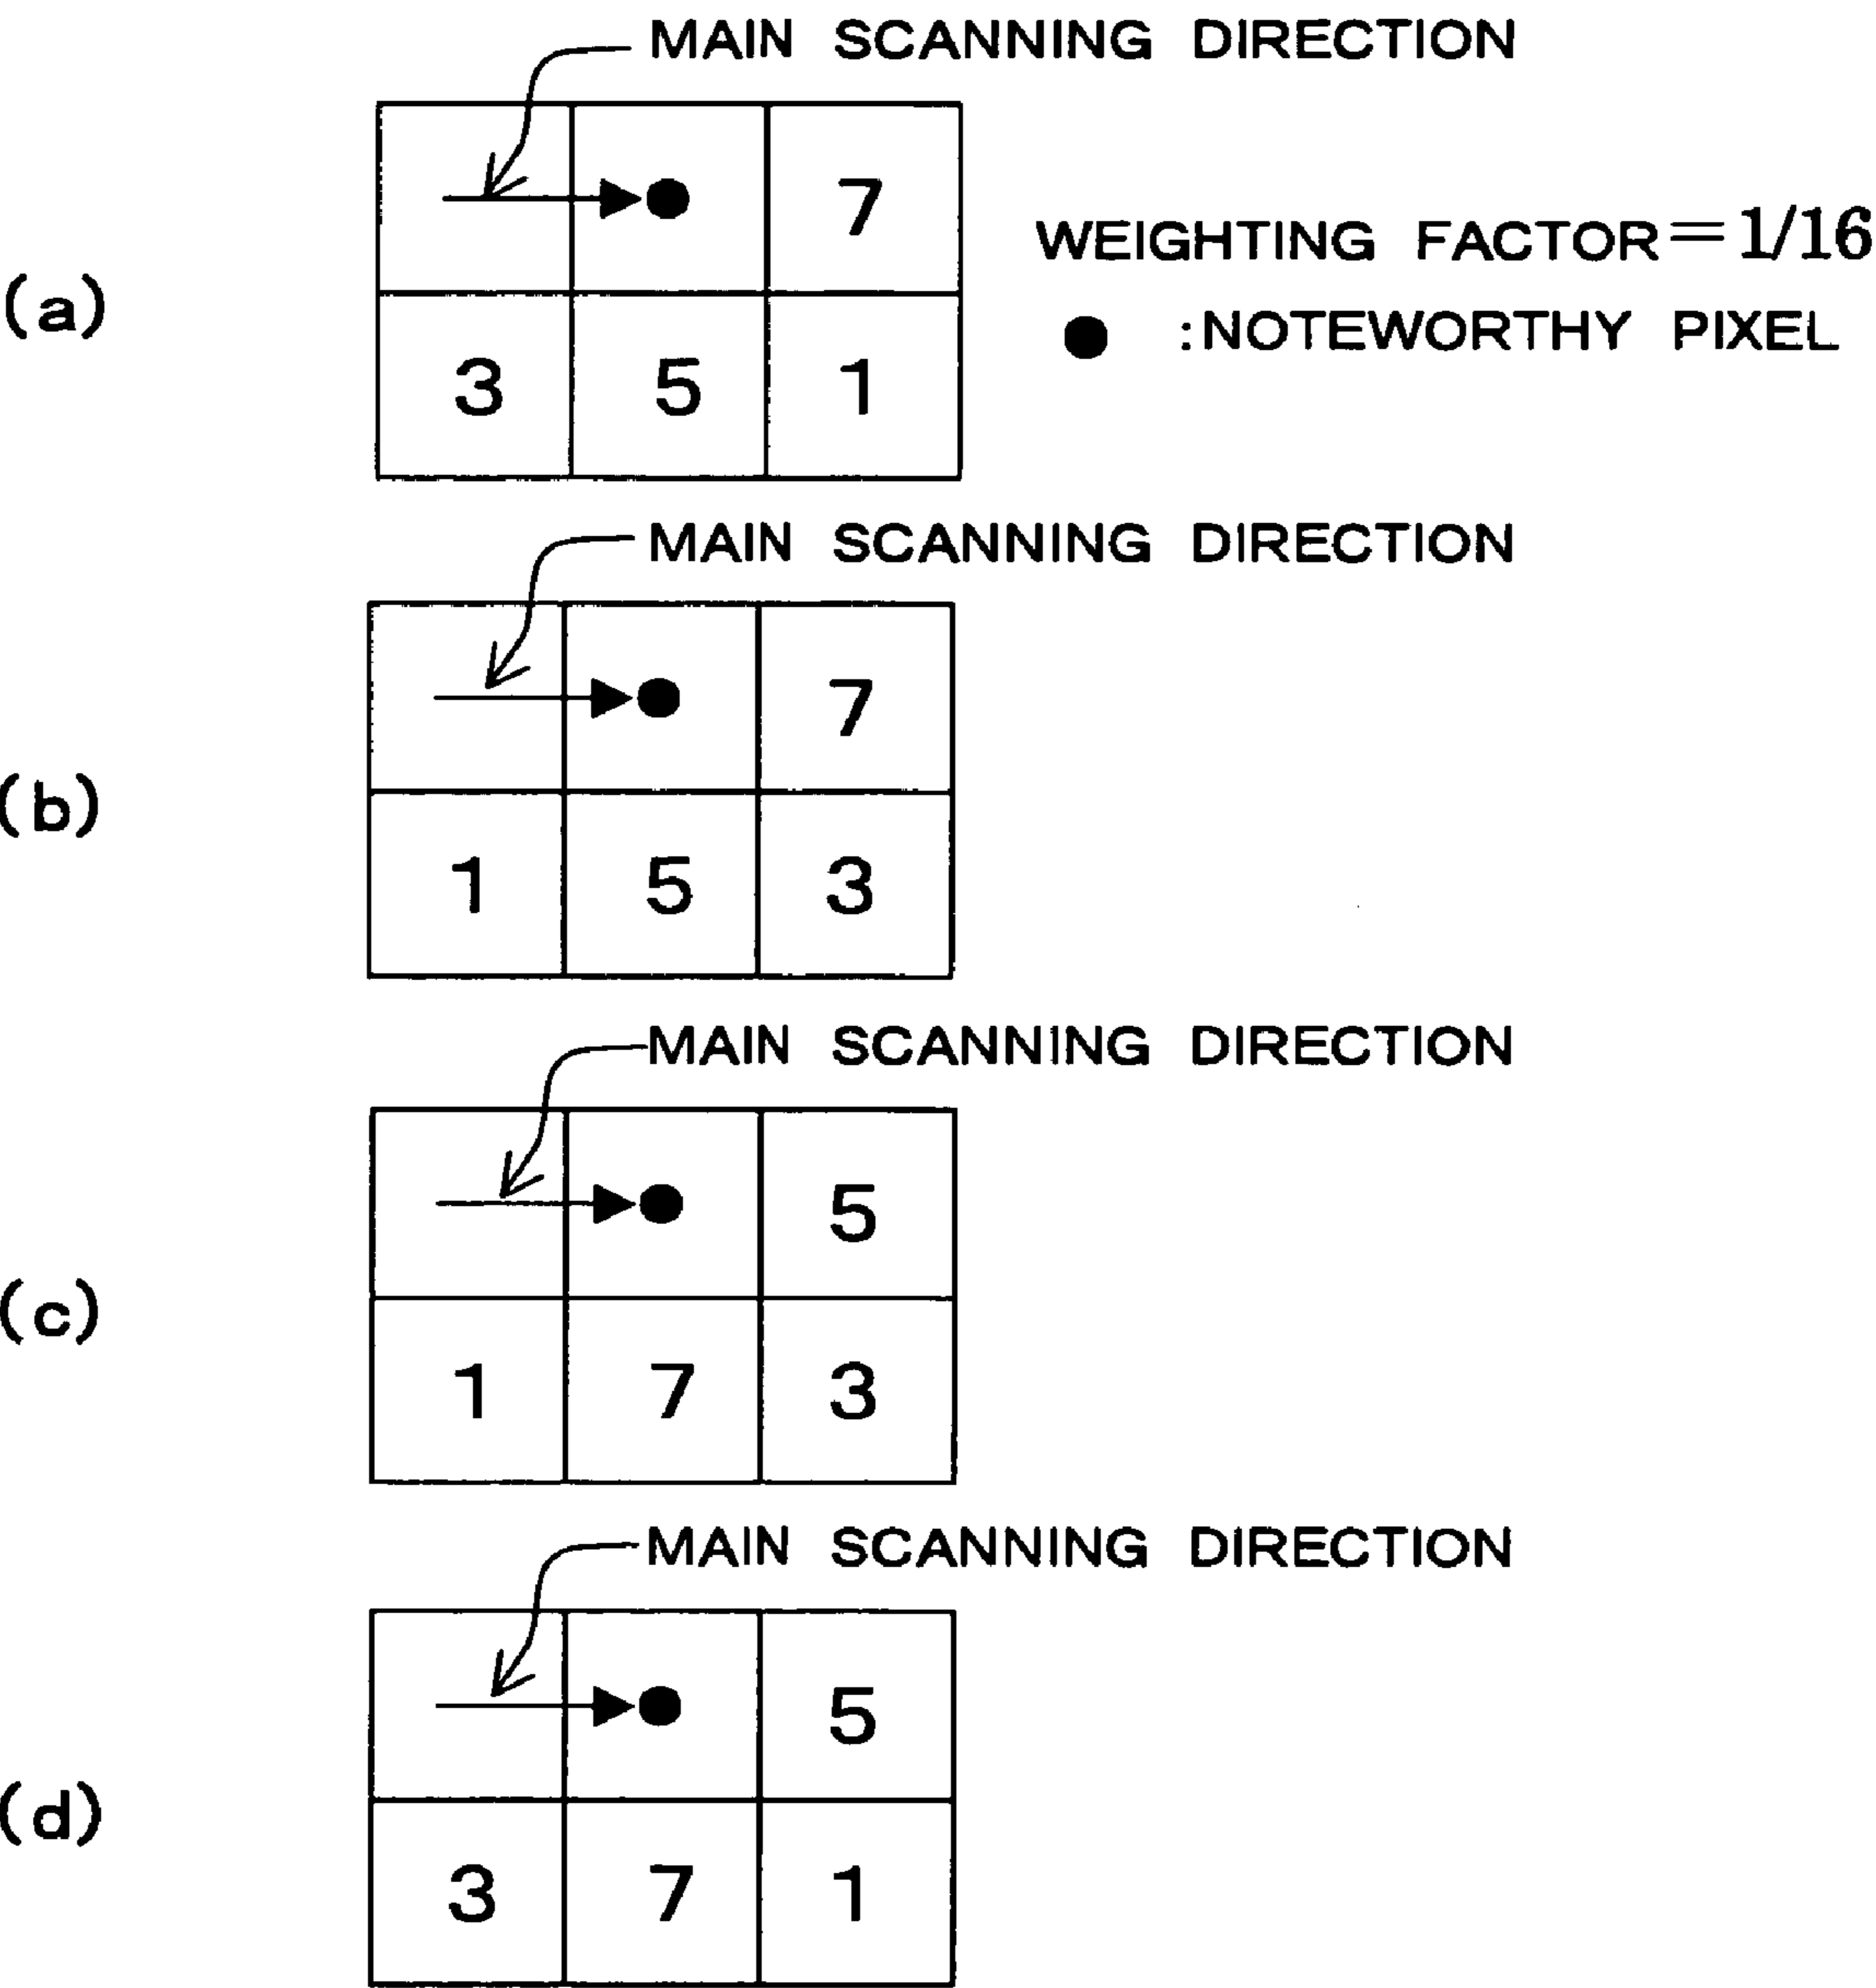 MAIN SCANNING DIRECTION
7
WEIGHTING FACTOR=1/16
(a)
● :NOTEWORTHY PIXEL
3 5 1
MAIN SCANNING DIRECTION
7
(b)
1 5 3
MAIN SCANNING DIRECTION
5
(c)
1 7 3
MAIN SCANNING DIRECTION
5
(d)
3 7 1